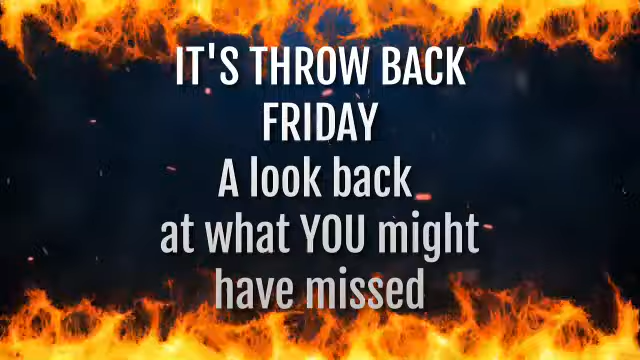 IT'S THROW BACK
FRIDAY
A look back
at what YOU might
have missed